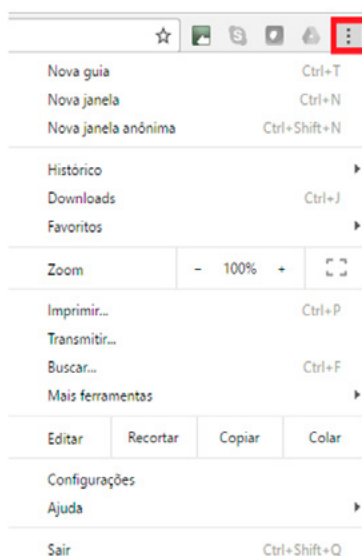 Nova guia Ctrl+T
Nova janela Ctrl+N
Nova janela anônima Ctrl+Shift+N
Histórico
Downloads Ctrl+J
Favoritos
Zoom - 100% +
Imprimir... Ctrl+P
Transmitir...
Buscar... Ctrl+F
Mais ferramentas
Editar Recortar Copiar Colar
Configurações
Ajuda
Sair Ctrl+Shift+Q